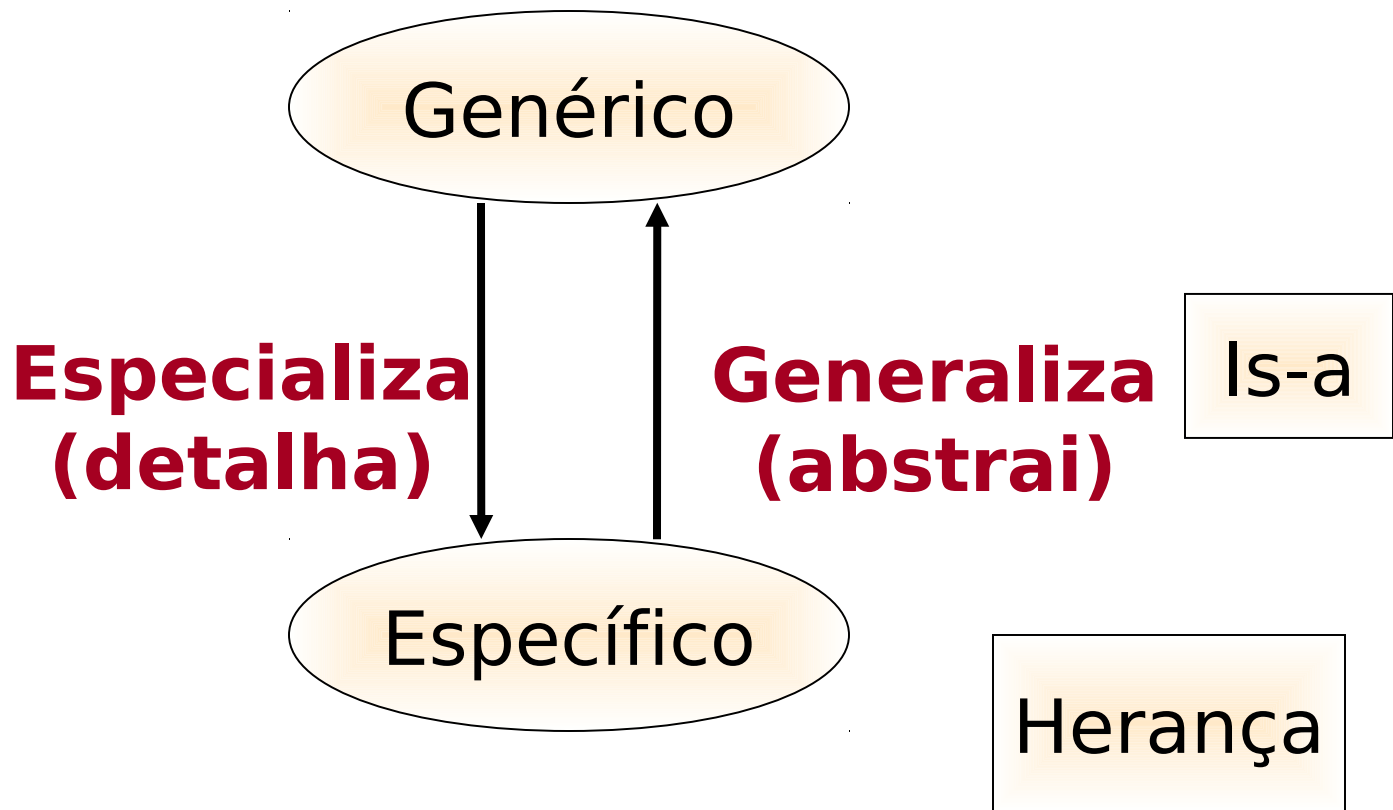 Genérico
Especializa
(detalha)
Generaliza
(abstrai)
Is-a
Específico
Herança